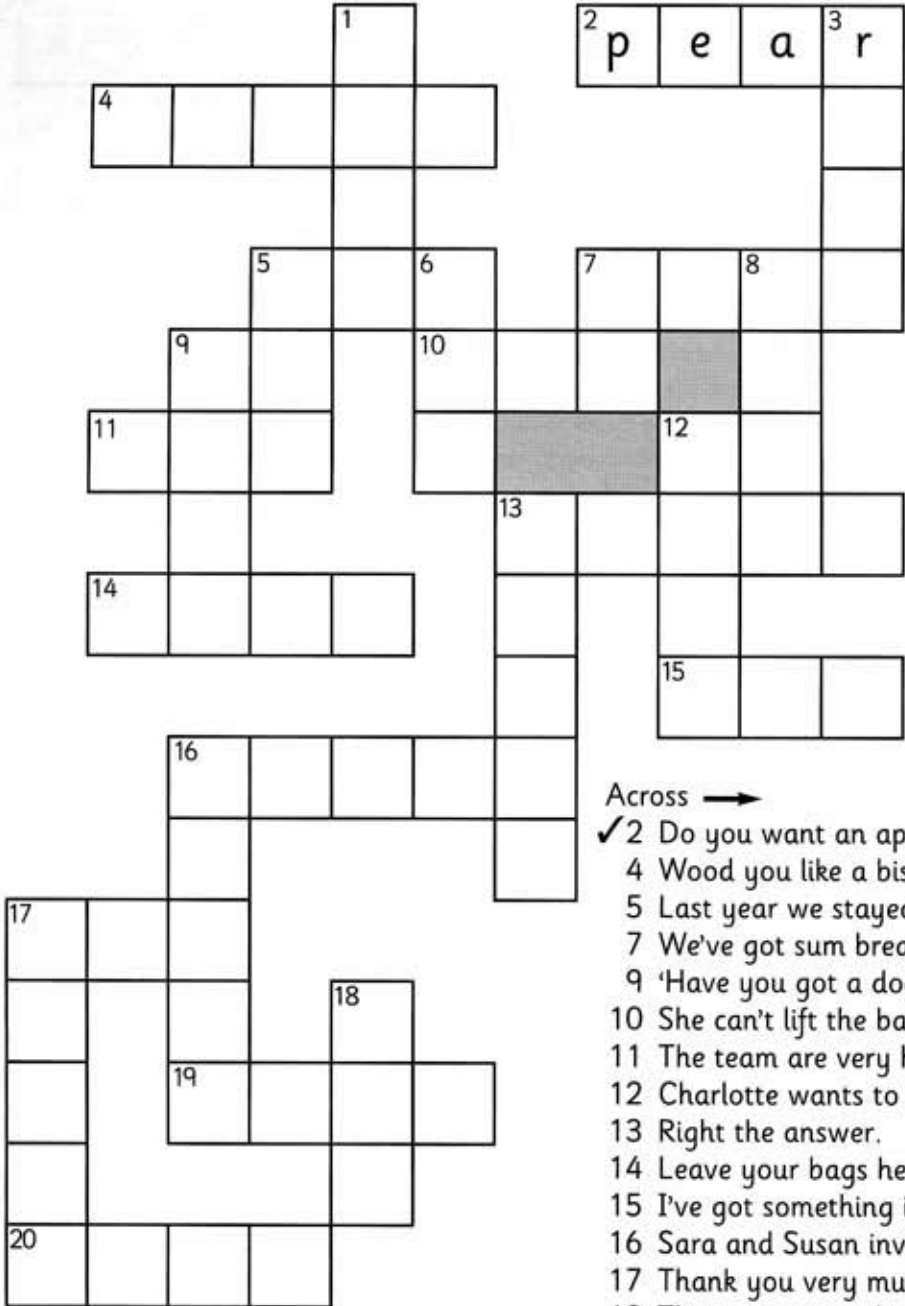 1
2 p e a 3 r
4
5 6 7 8
9 10
11 12
13
14
15
16
17
18
19
20
Across →
✓2 Do you want an ap
4 Wood you like a bis
5 Last year we stayed
7 We've got sum brea
9 'Have you got a do
10 She can't lift the ba
11 The team are very
12 Charlotte wants to
13 Right the answer.
14 Leave your bags he
15 I've got something
16 Sara and Susan inv
17 Thank you very mu